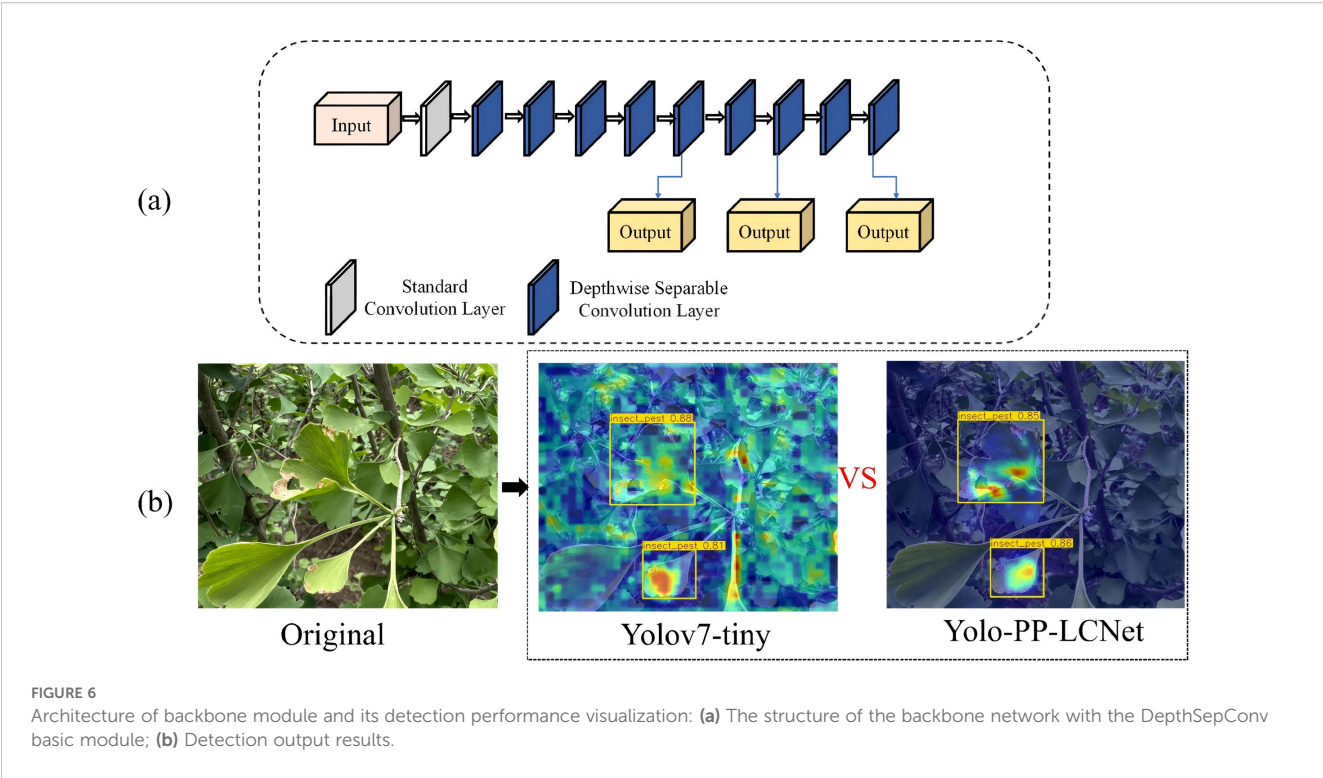 Input
(a)
Output
Output
Output
Standard
Convolution Layer
Depthwise Separable
Convolution Layer
(b)
insect_pest 0.88
insect_pest 0.81
VS
insect_pest 0.85
insect_pest 0.86
Original
Yolov7-tiny
Yolo-PP-LCNet
FIGURE 6
Architecture of backbone module and its detection performance visualization: (a) The structure of the backbone network with the DepthSepConv
basic module; (b) Detection output results.